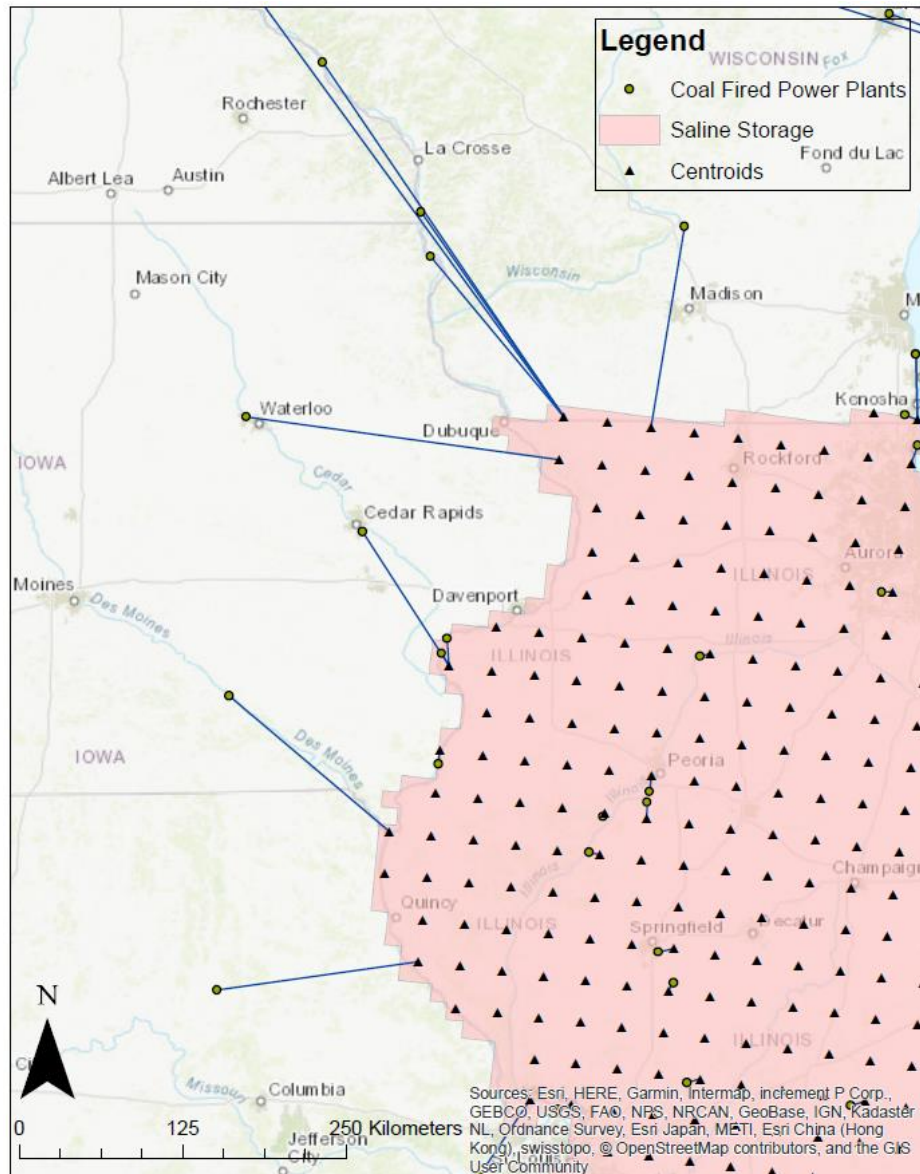 Legend
WISCONSIN
Fox
Coal Fired Power Plants
Saline Storage
Fond du Lac
Centroids
Rochester
La Crosse
Albert Lea
Austin
Mason City
Wisconsin
Madison
M
Kenosha
Waterloo
Dubuque
IOWA
Rockford
Cedar
Cedar Rapids
Aurora
Moines
ILLINOIS
Des Moines
Davenport
Illinois
ILLINOIS
Des Moines
IOWA
Peoria
Illinois
Illinois
Champaign
Quincy
ILLINOIS
Springfield
Decatur
N
ILLINOIS
Missouri
Columbia
Jefferson
City
0 125 250 Kilometers
Sources: Esri, HERE, Garmin, Intermap, increment P Corp.,
GEBCO, USGS, FAO, NPS, NRCAN, GeoBase, IGN, Kadaster
NL, Ordnance Survey, Esri Japan, METI, Esri China (Hong
Kong), swisstopo, © OpenStreetMap contributors, and the GIS
User Community